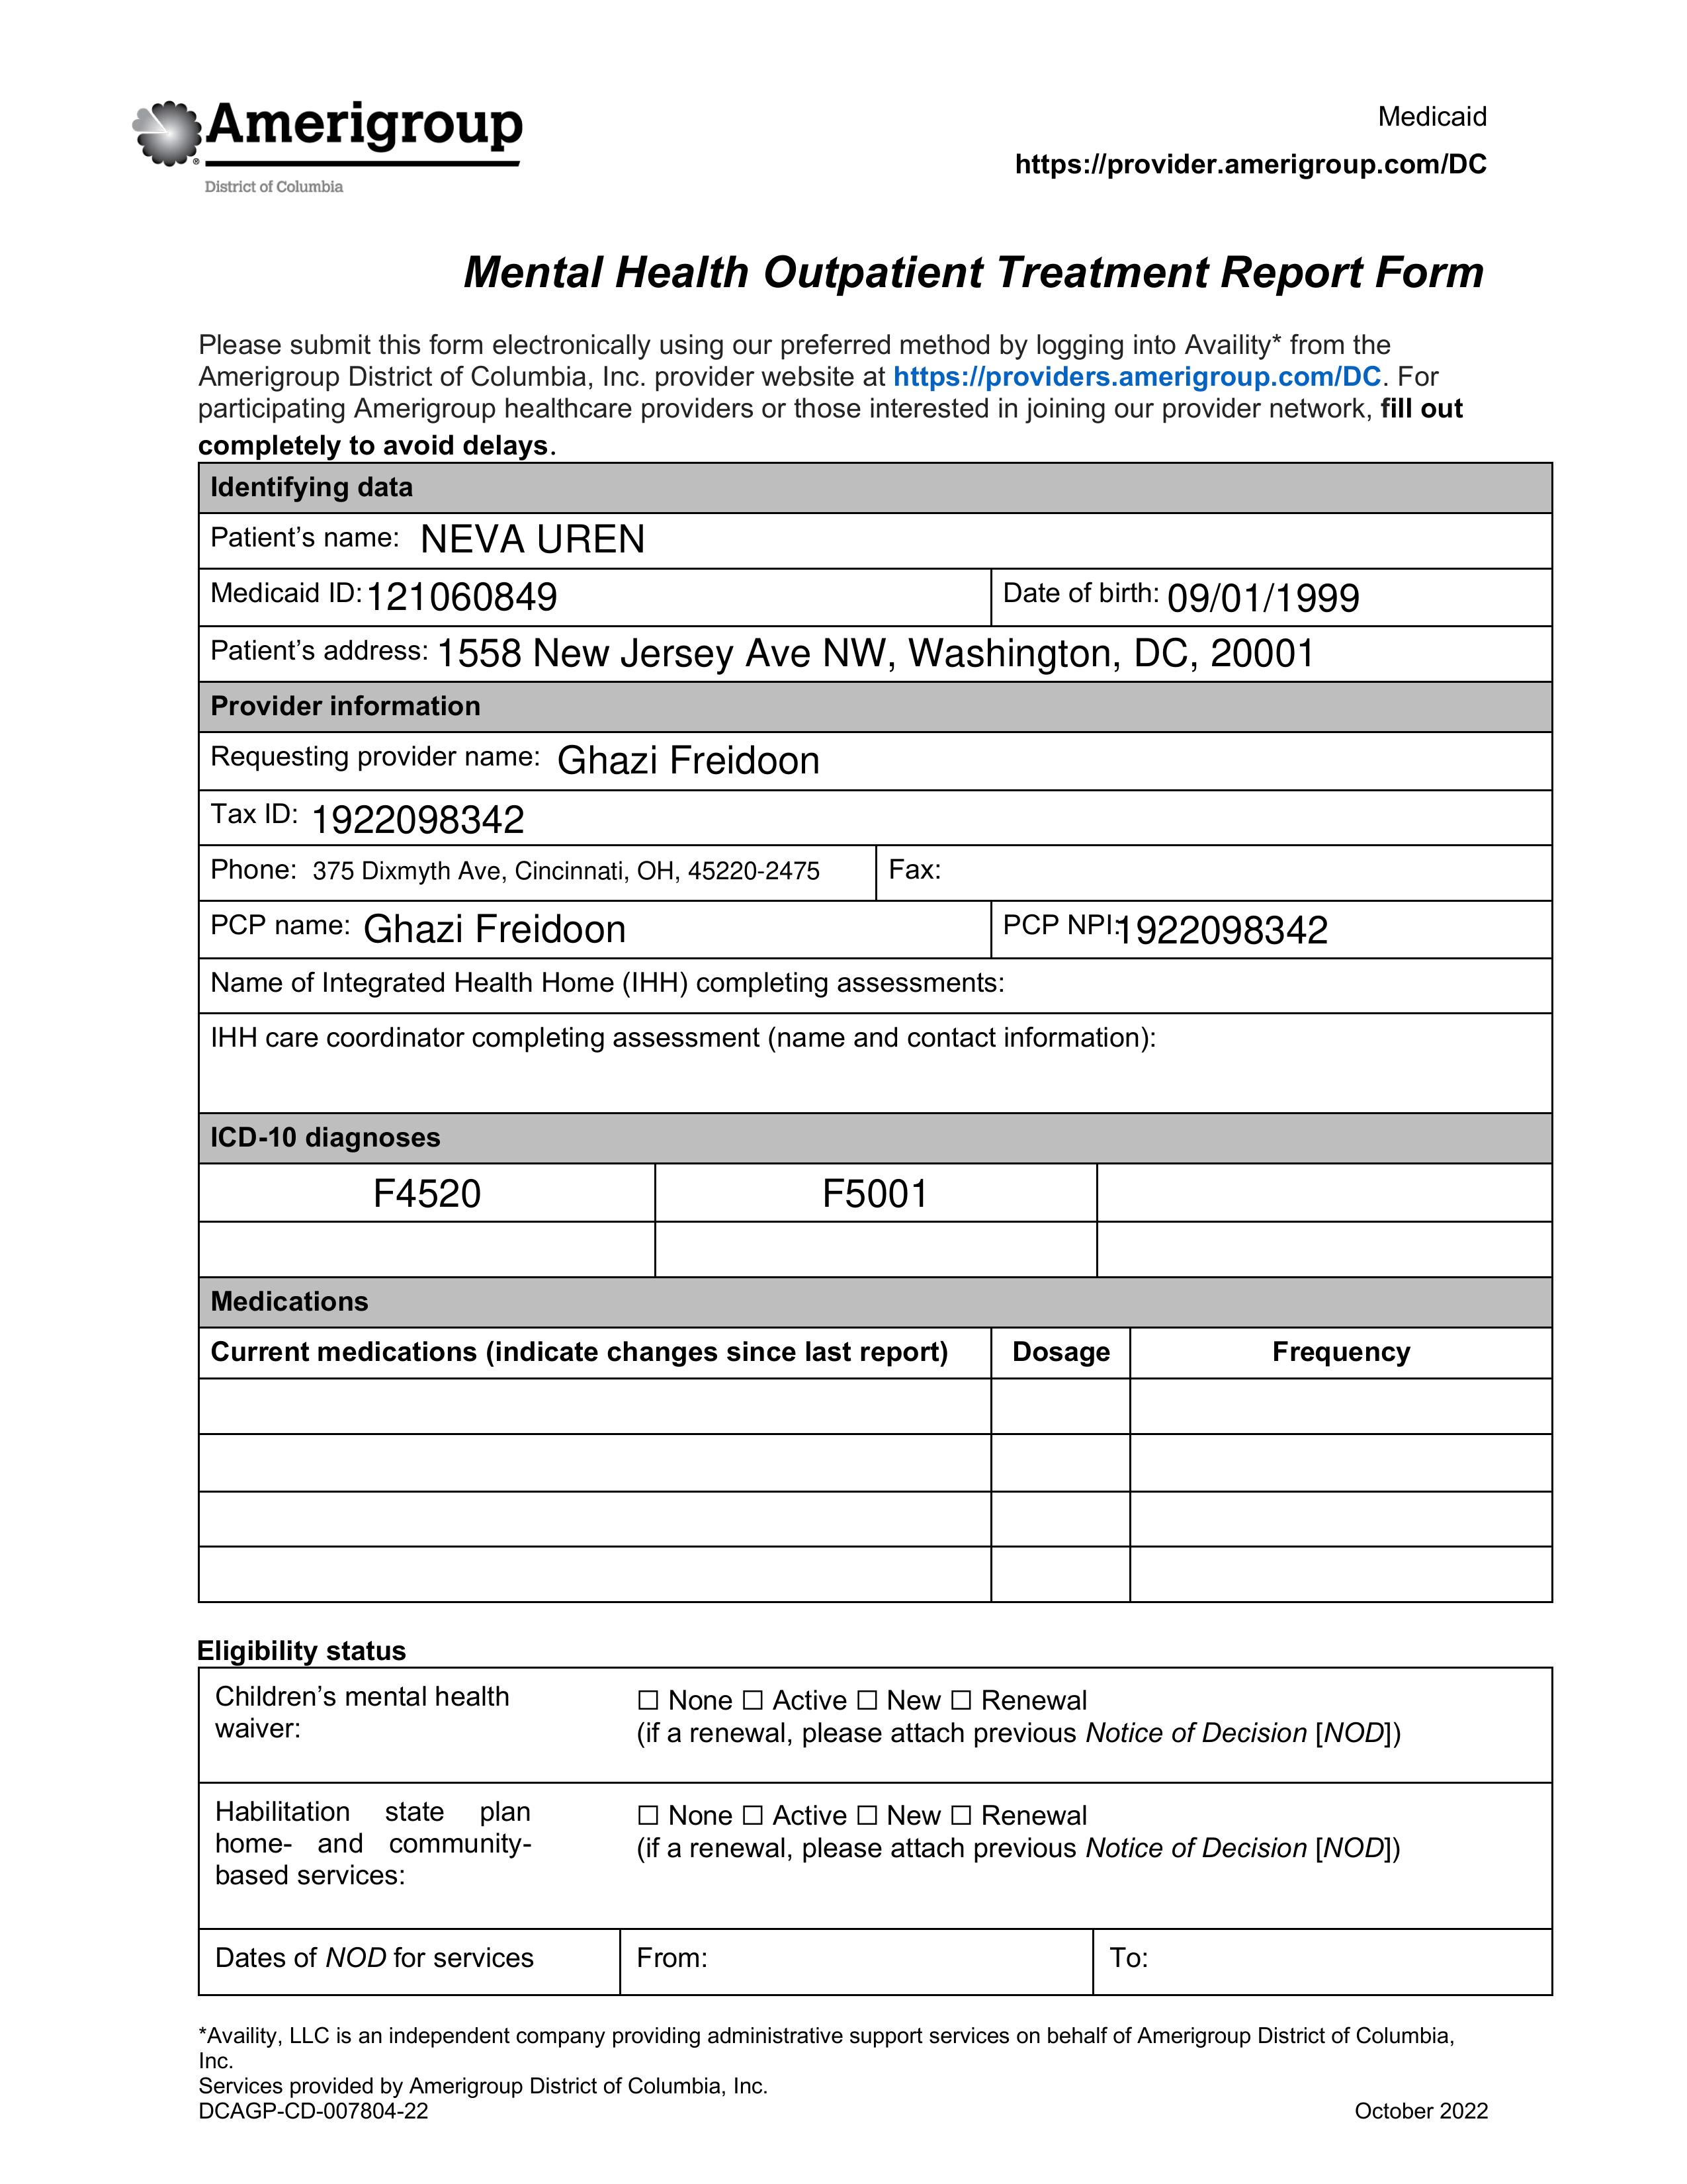 Amerigroup
®
District of Columbia
Medicaid
https://provider.amerigroup.com/DC
Mental Health Outpatient Treatment Report Form
Please submit this form electronically using our preferred method by logging into Availity* from the
Amerigroup District of Columbia, Inc. provider website at https://providers.amerigroup.com/DC. For
participating Amerigroup healthcare providers or those interested in joining our provider network, fill out
completely to avoid delays.
Identifying data
Patient’s name: NEVA UREN
Medicaid ID: 121060849 Date of birth: 09/01/1999
Patient’s address: 1558 New Jersey Ave NW, Washington, DC, 20001
Provider information
Requesting provider name: Ghazi Freidoon
Tax ID: 1922098342
Phone: 375 Dixmyth Ave, Cincinnati, OH, 45220-2475 Fax:
PCP name: Ghazi Freidoon PCP NPI: 1922098342
Name of Integrated Health Home (IHH) completing assessments:
IHH care coordinator completing assessment (name and contact information):
ICD-10 diagnoses
F4520 F5001
Medications
Current medications (indicate changes since last report) Dosage Frequency
Eligibility status
Children’s mental health ☐ None ☐ Active ☐ New ☐ Renewal
waiver: (if a renewal, please attach previous Notice of Decision [NOD])
Habilitation state plan ☐ None ☐ Active ☐ New ☐ Renewal
home- and community- (if a renewal, please attach previous Notice of Decision [NOD])
based services:
Dates of NOD for services From: To:
*Availity, LLC is an independent company providing administrative support services on behalf of Amerigroup District of Columbia,
Inc.
Services provided by Amerigroup District of Columbia, Inc.
DCAGP-CD-007804-22 October 2022